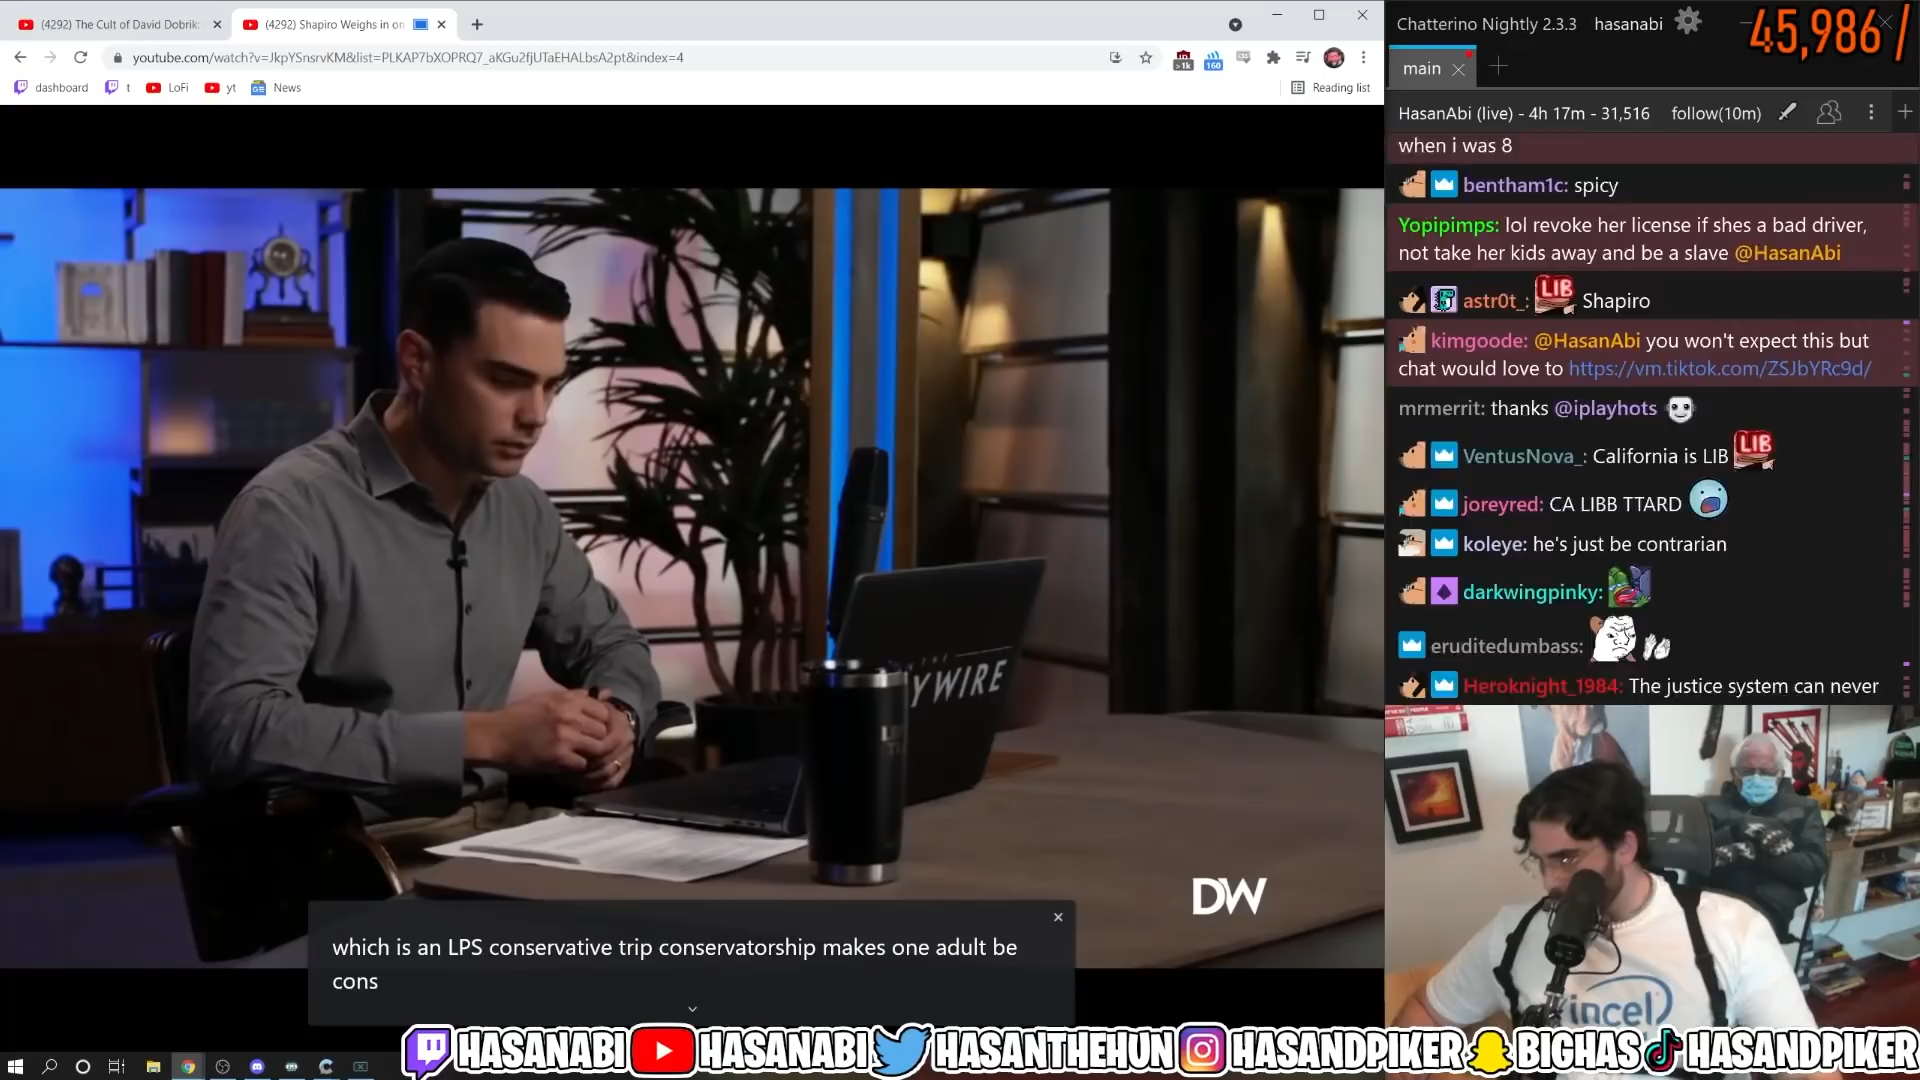 (4292) The Cult of David Dobrik:
(4292) Shapiro Weighs in on
youtube.com/watch?v=JkpYSnsrvKM&list=PLKAP7bXOPRQ7_aKGu2fjUTaEHALbsA2pt&index=4
>1k
160
dashboard
t
LoFi
yt
News
Reading list
YWIRE
DW
which is an LPS conservative trip conservatorship makes one adult be
cons
Chatterino Nightly 2.3.3
hasanabi
45,986 /
main
HasanAbi (live) - 4h 17m - 31,516
follow(10m)
when i was 8
bentham1c: spicy
Yopipimps: lol revoke her license if shes a bad driver,
not take her kids away and be a slave @HasanAbi
astr0t_: LIB Shapiro
kimgoode: @HasanAbi you won't expect this but
chat would love to https://vm.tiktok.com/ZSJbYRc9d/
mrmerrit: thanks @iplayhots
VentusNova_: California is LIB LIB
joreyred: CA LIBB TTARD
koleye: he's just be contrarian
darkwingpinky:
eruditedumbass:
Heroknight_1984: The justice system can never
incel
HASANABI
HASANABI
HASANTHEHUN
HASANDPIKER
BIGHAS
HASANDPIKER